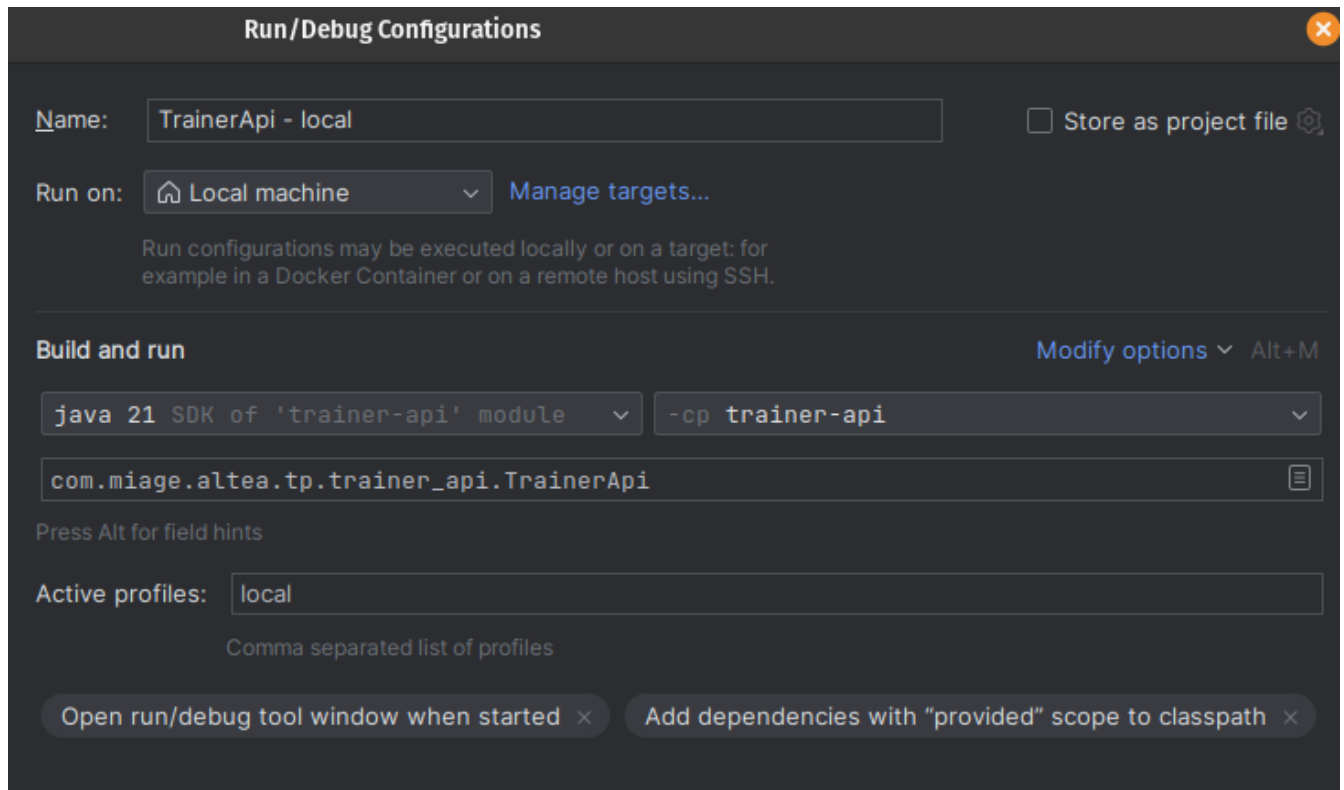 Run/Debug Configurations
Name: TrainerApi - local Store as project file
Run on: Local machine Manage targets...
Run configurations may be executed locally or on a target: for
example in a Docker Container or on a remote host using SSH.
Build and run Modify options Alt+M
java 21 SDK of 'trainer-api' module -cp trainer-api
com.miage.altea.tp.trainer_api.TrainerApi
Press Alt for field hints
Active profiles: local
Comma separated list of profiles
Open run/debug tool window when started × Add dependencies with “provided” scope to classpath ×